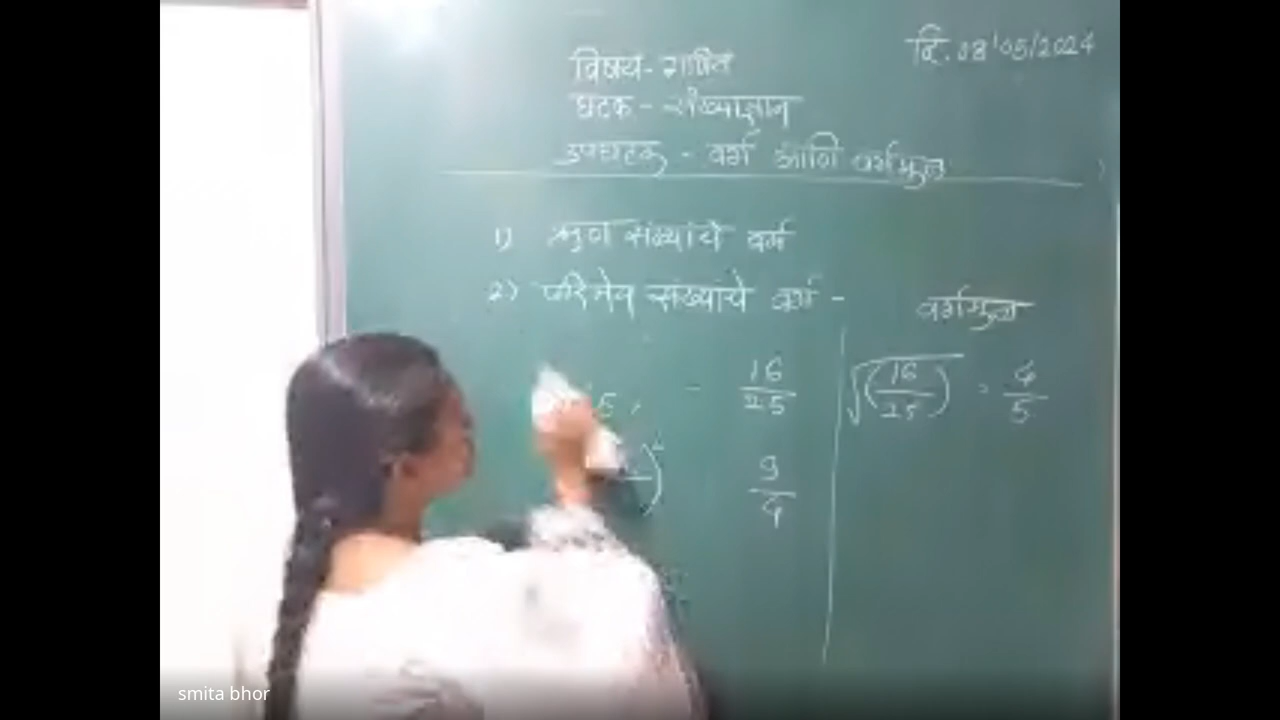 दि. 08/05/2024
विषय- गणित
घटक - संख्याज्ञान
उपघटक - वर्ग आणि वर्गमुळ
1) ऋण संख्यांचे वर्ग
2) परिमेय संख्यांचे वर्ग - वर्गमुळ
16/25 √(16/25) = 4/5
9/4
smita bhor